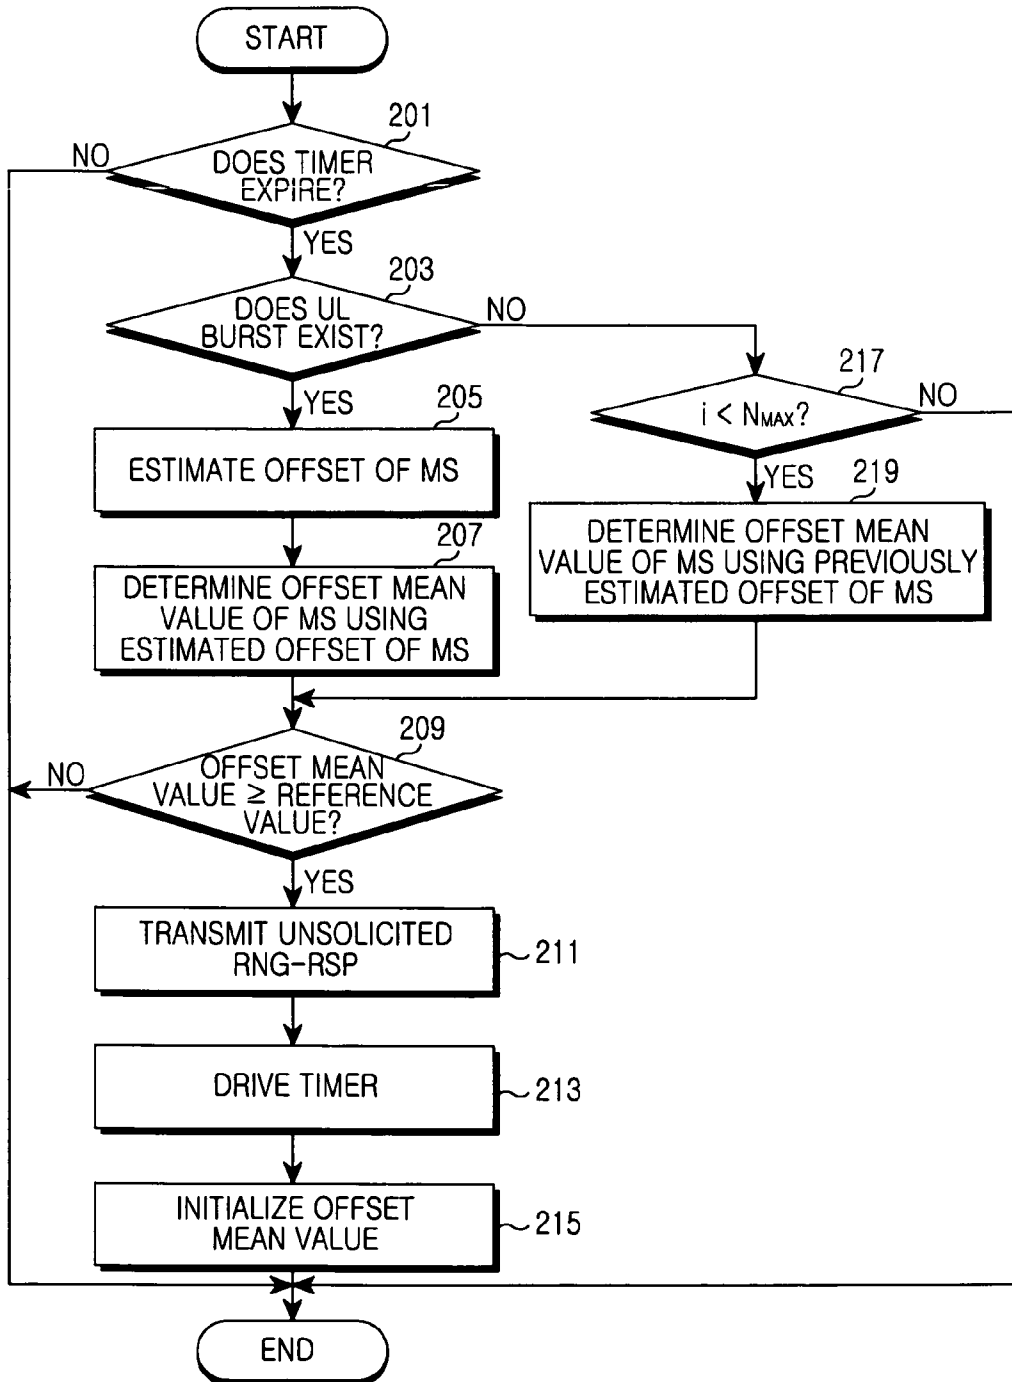 START
201
DOES TIMER
EXPIRE?
NO
YES
203
DOES UL
BURST EXIST?
NO
YES
217
i < NMAX?
NO
YES
205
ESTIMATE OFFSET OF MS
219
DETERMINE OFFSET MEAN
VALUE OF MS USING PREVIOUSLY
ESTIMATED OFFSET OF MS
207
DETERMINE OFFSET MEAN
VALUE OF MS USING
ESTIMATED OFFSET OF MS
209
OFFSET MEAN
VALUE ≥ REFERENCE
VALUE?
NO
YES
TRANSMIT UNSOLICITED
RNG-RSP
211
DRIVE TIMER
213
INITIALIZE OFFSET
MEAN VALUE
215
END